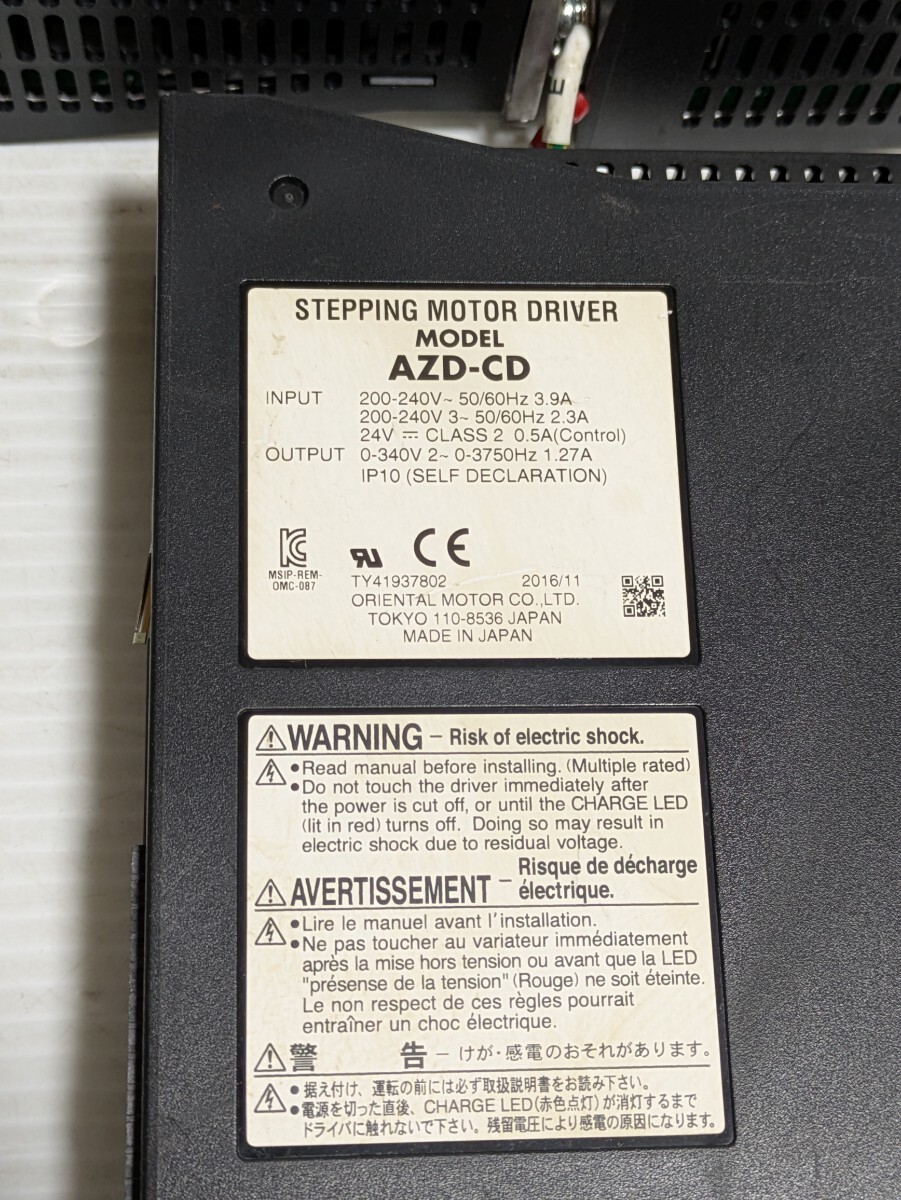 E
STEPPING MOTOR DRIVER
MODEL
AZD-CD
INPUT 200-240V~ 50/60Hz 3.9A
200-240V 3~ 50/60Hz 2.3A
24V ⎓ CLASS 2 0.5A(Control)
OUTPUT 0-340V 2~ 0-3750Hz 1.27A
IP10 (SELF DECLARATION)
MSIP-REM-
OMC-087
CE
TY41937802 2016/11
ORIENTAL MOTOR CO.,LTD.
TOKYO 110-8536 JAPAN
MADE IN JAPAN
⚠WARNING – Risk of electric shock.
•Read manual before installing. (Multiple rated)
•Do not touch the driver immediately after
the power is cut off, or until the CHARGE LED
(lit in red) turns off. Doing so may result in
electric shock due to residual voltage.
⚠AVERTISSEMENT – Risque de décharge
électrique.
•Lire le manuel avant l'installation.
•Ne pas toucher au variateur immédiatement
après la mise hors tension ou avant que la LED
"présense de la tension" (Rouge) ne soit éteinte.
Le non respect de ces règles pourrait
entraîner un choc électrique.
⚠警 告 – けが・感電のおそれがあります。
•据え付け、運転の前には必ず取扱説明書をお読み下さい。
•電源を切った直後、CHARGE LED(赤色点灯)が消灯するまで
ドライバに触れないで下さい。残留電圧により感電の原因になります。